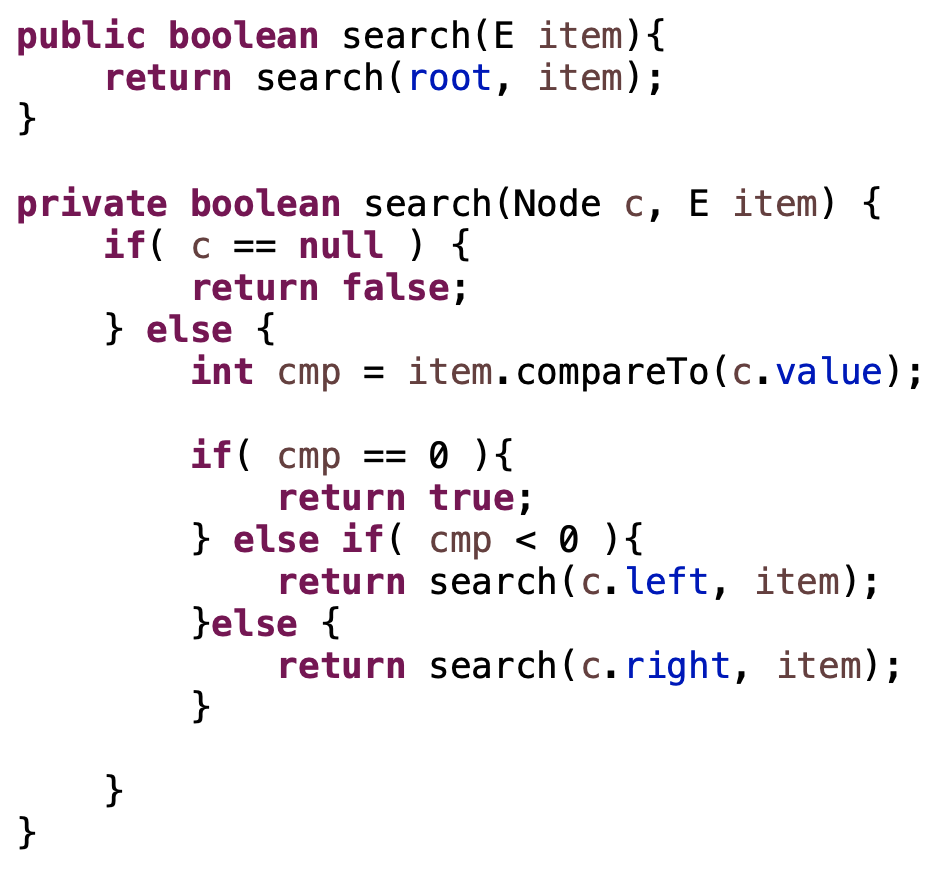 public boolean search(E item){
    return search(root, item);
}

private boolean search(Node c, E item) {
    if( c == null ) {
        return false;
    } else {
        int cmp = item.compareTo(c.value);

        if( cmp == 0 ){
            return true;
        } else if( cmp < 0 ){
            return search(c.left, item);
        }else {
            return search(c.right, item);
        }

    }
}